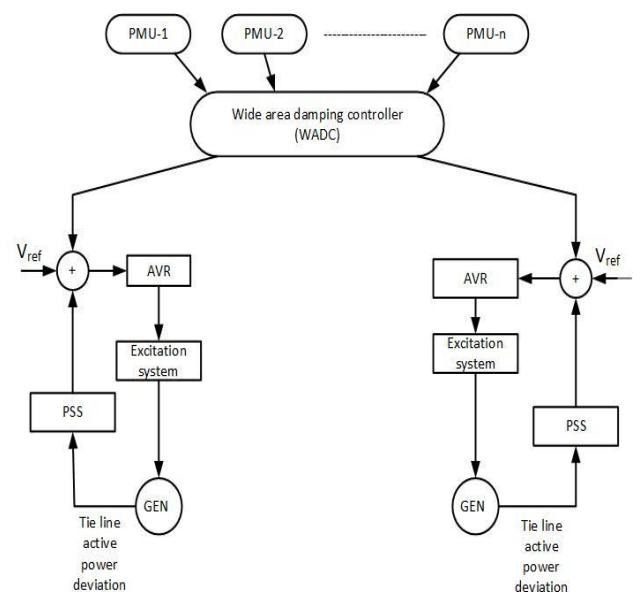 PMU-1
PMU-2
PMU-n
Wide area damping controller
(WADC)
Vref
+
AVR
Excitation
system
PSS
GEN
Tie line
active
power
deviation
Vref
+
AVR
Excitation
system
PSS
GEN
Tie line
active
power
deviation